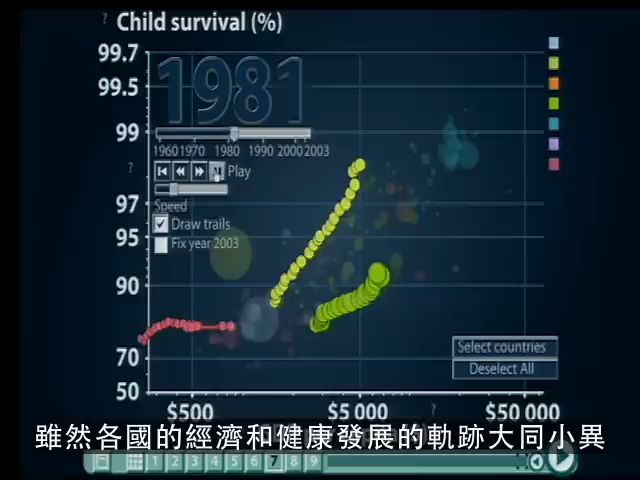 ? Child survival (%)
99.7
99.5
1981
99
1960 1970 1980 1990 2000 2003
? Play
97
Speed
Draw trails
95
Fix year 2003
90
Select countries
70
Deselect All
50
$500 $5 000 ? $50 000
雖然各國的經濟和健康發展的軌跡大同小異
1 2 3 4 5 6 7 8 9